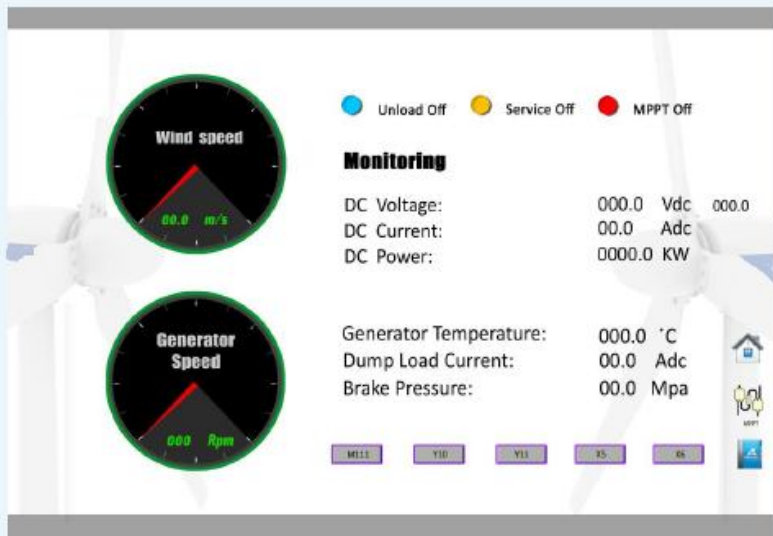 Wind speed
00.0 m/s
Unload Off Service Off MPPT Off
Monitoring
DC Voltage: 000.0 Vdc 000.0
DC Current: 00.0 Adc
DC Power: 0000.0 KW
Generator
Speed
000 Rpm
Generator Temperature: 000.0 °C
Dump Load Current: 00.0 Adc
Brake Pressure: 00.0 Mpa
MPPT
M111 Y10 Y11 X5 X6